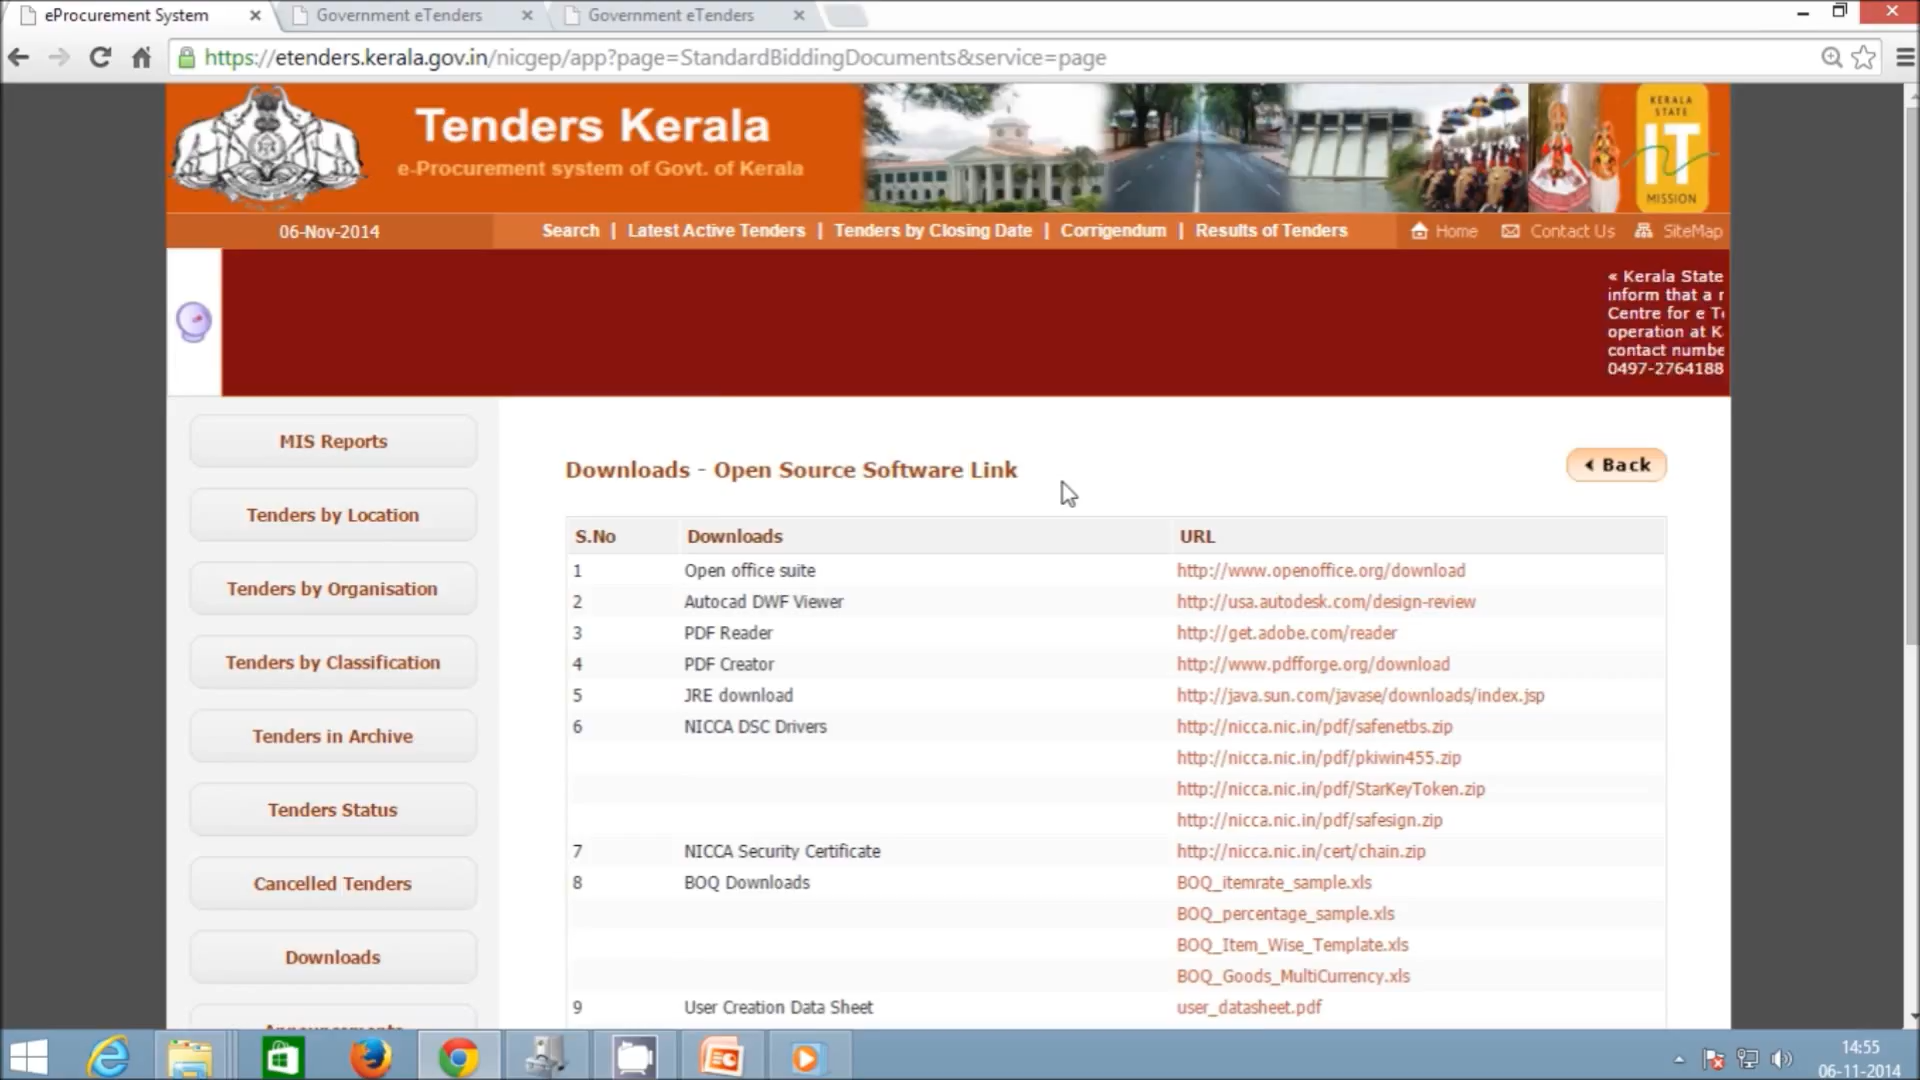 eProcurement System
Government eTenders
Government eTenders
https://etenders.kerala.gov.in/nicgep/app?page=StandardBiddingDocuments&service=page
Tenders Kerala
e-Procurement system of Govt. of Kerala
KERALA
STATE
IT
MISSION
06-Nov-2014
Search | Latest Active Tenders | Tenders by Closing Date | Corrigendum | Results of Tenders
Home
Contact Us
SiteMap
« Kerala State
inform that a
Centre for e
operation at
contact numbe
0497-2764188
MIS Reports
Tenders by Location
Tenders by Organisation
Tenders by Classification
Tenders in Archive
Tenders Status
Cancelled Tenders
Downloads
Announcements
Downloads - Open Source Software Link
Back
S.No Downloads URL
1 Open office suite http://www.openoffice.org/download
2 Autocad DWF Viewer http://usa.autodesk.com/design-review
3 PDF Reader http://get.adobe.com/reader
4 PDF Creator http://www.pdfforge.org/download
5 JRE download http://java.sun.com/javase/downloads/index.jsp
6 NICCA DSC Drivers http://nicca.nic.in/pdf/safenetbs.zip
http://nicca.nic.in/pdf/pkiwin455.zip
http://nicca.nic.in/pdf/StarKeyToken.zip
http://nicca.nic.in/pdf/safesign.zip
7 NICCA Security Certificate http://nicca.nic.in/cert/chain.zip
8 BOQ Downloads BOQ_itemrate_sample.xls
BOQ_percentage_sample.xls
BOQ_Item_Wise_Template.xls
BOQ_Goods_MultiCurrency.xls
9 User Creation Data Sheet user_datasheet.pdf
14:55
06-11-2014